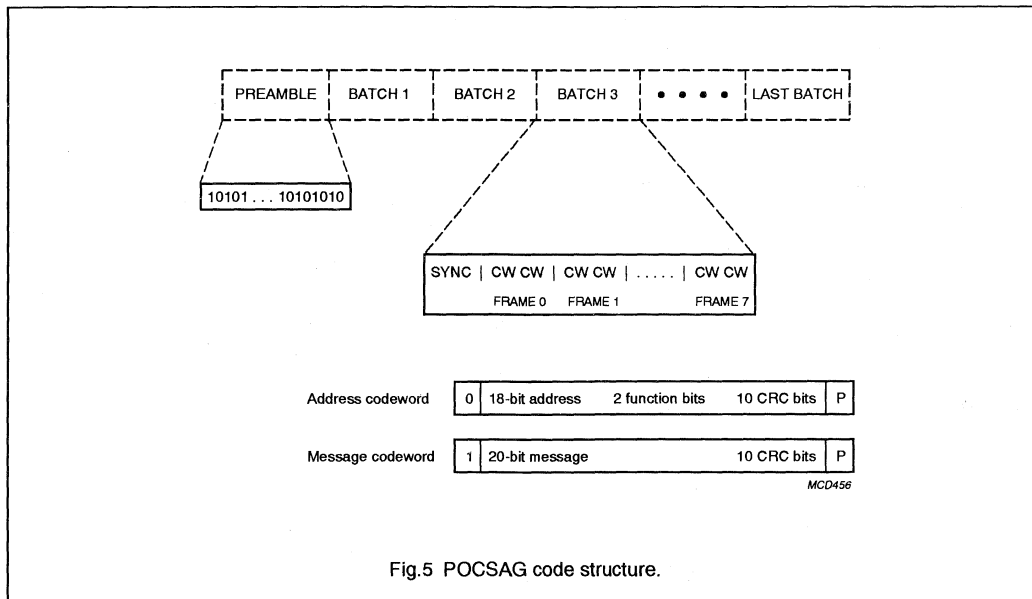 PREAMBLE BATCH 1 BATCH 2 BATCH 3 • • • • LAST BATCH
10101 . . . 10101010
SYNC | CW CW | CW CW | . . . . . | CW CW
FRAME 0 FRAME 1 FRAME 7
Address codeword 0 18-bit address 2 function bits 10 CRC bits P
Message codeword 1 20-bit message 10 CRC bits P
MCD456
Fig.5 POCSAG code structure.